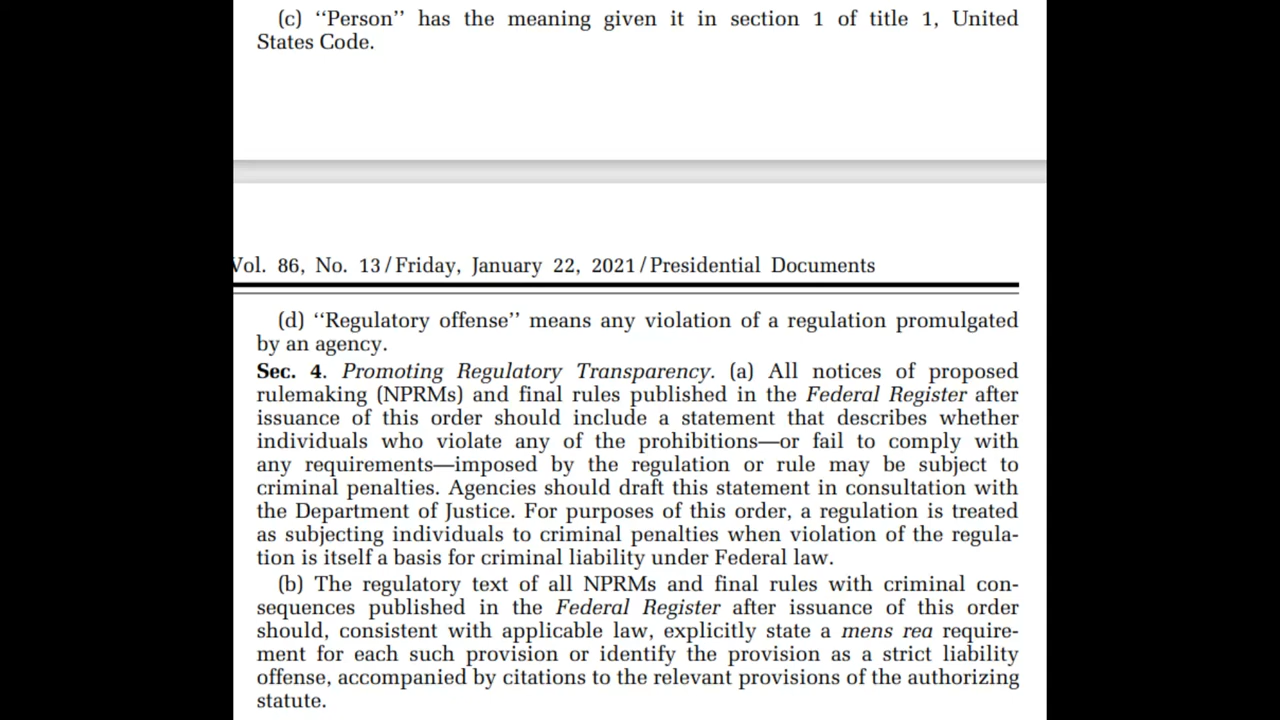 (c) ‘‘Person’’ has the meaning given it in section 1 of title 1, United
States Code.
Vol. 86, No. 13 / Friday, January 22, 2021 / Presidential Documents
(d) ‘‘Regulatory offense’’ means any violation of a regulation promulgated
by an agency.
Sec. 4. Promoting Regulatory Transparency. (a) All notices of proposed
rulemaking (NPRMs) and final rules published in the Federal Register after
issuance of this order should include a statement that describes whether
individuals who violate any of the prohibitions—or fail to comply with
any requirements—imposed by the regulation or rule may be subject to
criminal penalties. Agencies should draft this statement in consultation with
the Department of Justice. For purposes of this order, a regulation is treated
as subjecting individuals to criminal penalties when violation of the regula-
tion is itself a basis for criminal liability under Federal law.
(b) The regulatory text of all NPRMs and final rules with criminal con-
sequences published in the Federal Register after issuance of this order
should, consistent with applicable law, explicitly state a mens rea require-
ment for each such provision or identify the provision as a strict liability
offense, accompanied by citations to the relevant provisions of the authorizing
statute.